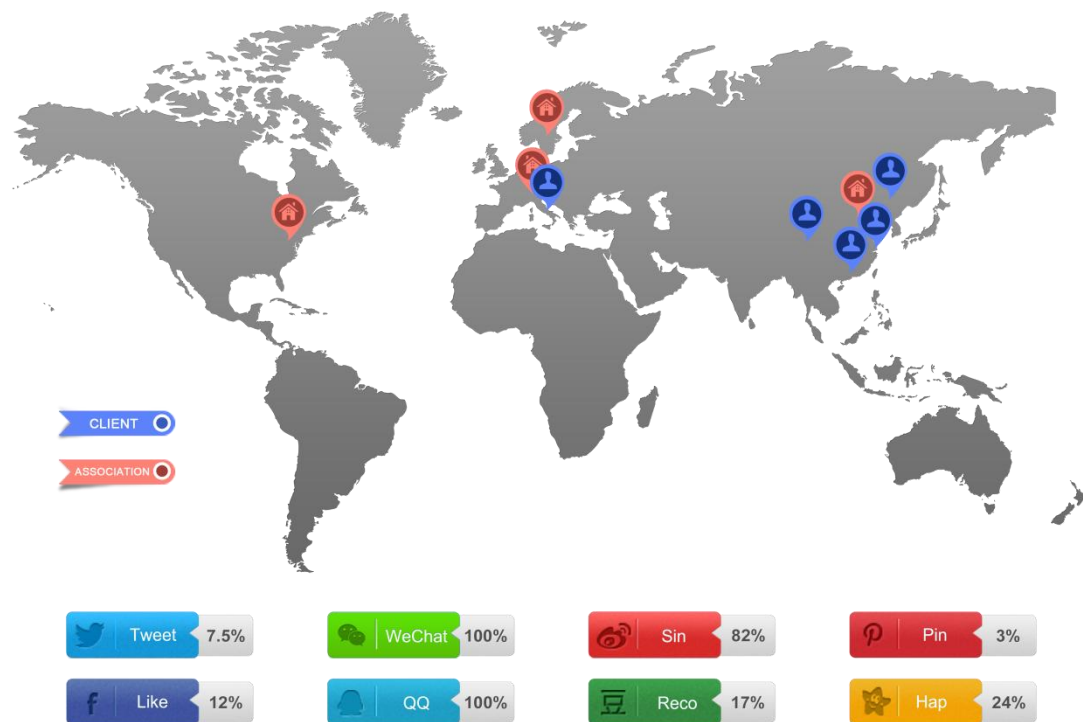 CLIENT
ASSOCIATION
Tweet 7.5%
WeChat 100%
Sin 82%
Pin 3%
f Like 12%
QQ 100%
豆 Reco 17%
Hap 24%